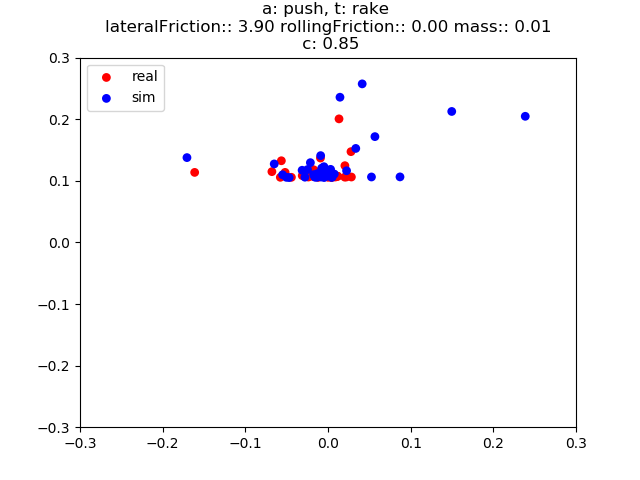 a: push, t: rake
lateralFriction:: 3.90 rollingFriction:: 0.00 mass:: 0.01
c: 0.85
real
sim
0.3
0.2
0.1
0.0
−0.1
−0.2
−0.3
−0.3
−0.2
−0.1
0.0
0.1
0.2
0.3